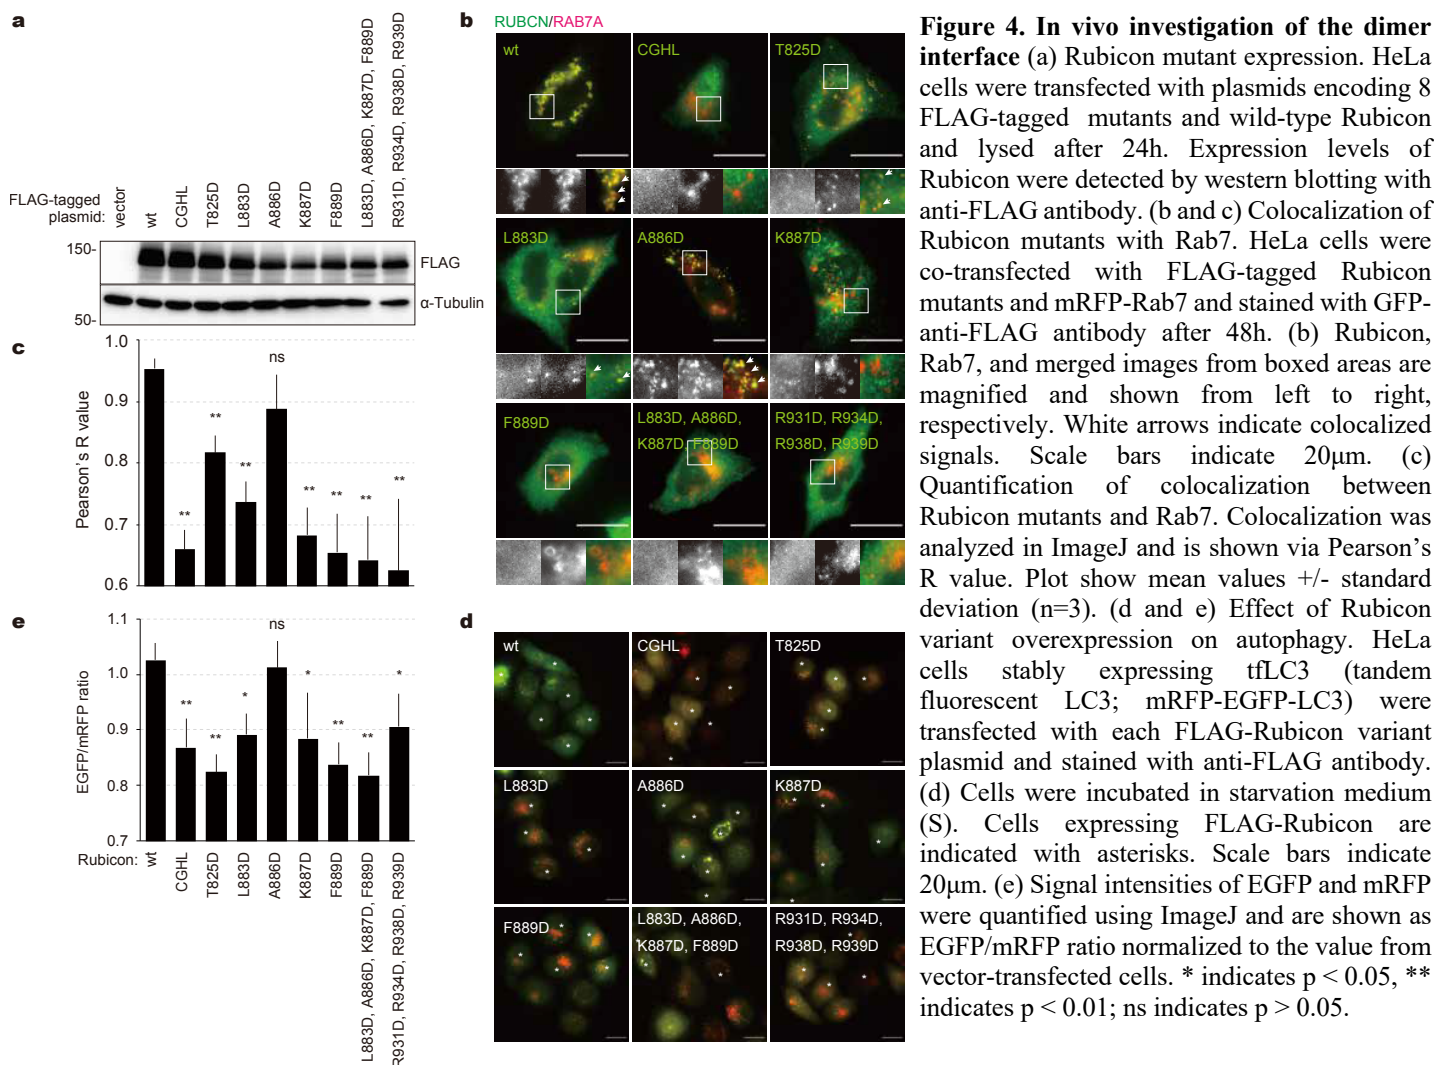 a
FLAG-tagged
plasmid:
vector
wt
CGHL
T825D
L883D
A886D
K887D
F889D
L883D, A886D, K887D, F889D
R931D, R934D, R938D, R939D
150-
FLAG
α-Tubulin
50-
b
RUBCN/RAB7A
wt
CGHL
T825D
L883D
A886D
K887D
F889D
L883D, A886D,
K887D, F889D
R931D, R934D,
R938D, R939D
c
Pearson's R value
1.0
0.9
0.8
0.7
0.6
**
**
**
ns
**
**
**
**
e
EGFP/mRFP ratio
1.1
1.0
0.9
0.8
0.7
**
**
*
ns
*
**
**
*
Rubicon:
wt
CGHL
T825D
L883D
A886D
K887D
F889D
L883D, A886D, K887D, F889D
R931D, R934D, R938D, R939D
d
wt
CGHL
T825D
L883D
A886D
K887D
F889D
L883D, A886D,
K887D, F889D
R931D, R934D,
R938D, R939D
Figure 4. In vivo investigation of the dimer
interface (a) Rubicon mutant expression. HeLa
cells were transfected with plasmids encoding 8
FLAG-tagged mutants and wild-type Rubicon
and lysed after 24h. Expression levels of
Rubicon were detected by western blotting with
anti-FLAG antibody. (b and c) Colocalization of
Rubicon mutants with Rab7. HeLa cells were
co-transfected with FLAG-tagged Rubicon
mutants and mRFP-Rab7 and stained with GFP-
anti-FLAG antibody after 48h. (b) Rubicon,
Rab7, and merged images from boxed areas are
magnified and shown from left to right,
respectively. White arrows indicate colocalized
signals. Scale bars indicate 20μm. (c)
Quantification of colocalization between
Rubicon mutants and Rab7. Colocalization was
analyzed in ImageJ and is shown via Pearson's
R value. Plot show mean values +/- standard
deviation (n=3). (d and e) Effect of Rubicon
variant overexpression on autophagy. HeLa
cells stably expressing tfLC3 (tandem
fluorescent LC3; mRFP-EGFP-LC3) were
transfected with each FLAG-Rubicon variant
plasmid and stained with anti-FLAG antibody.
(d) Cells were incubated in starvation medium
(S). Cells expressing FLAG-Rubicon are
indicated with asterisks. Scale bars indicate
20μm. (e) Signal intensities of EGFP and mRFP
were quantified using ImageJ and are shown as
EGFP/mRFP ratio normalized to the value from
vector-transfected cells. * indicates p < 0.05, **
indicates p < 0.01; ns indicates p > 0.05.